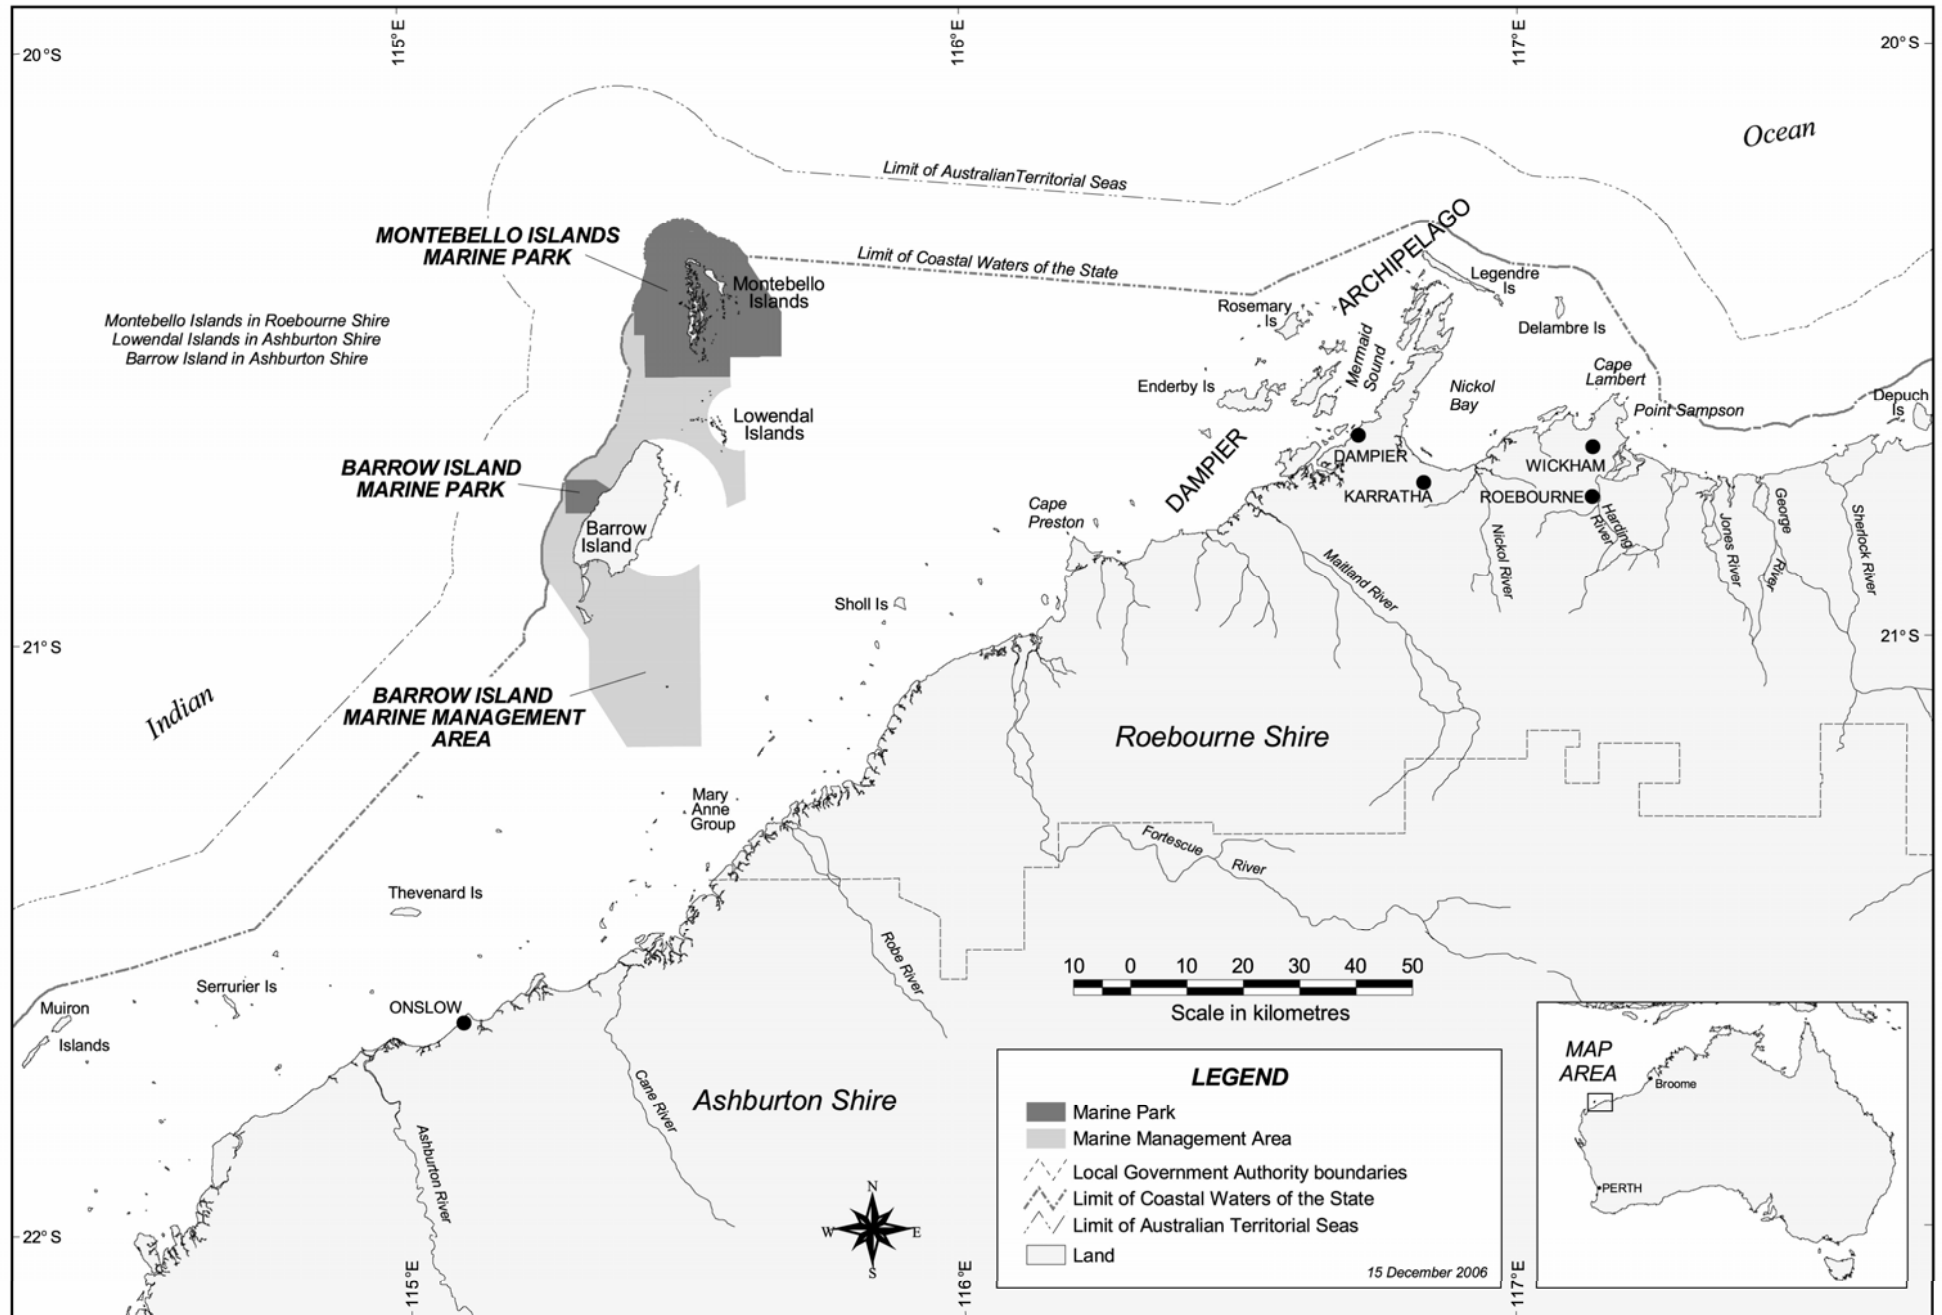 115°E
116°E
117°E
20°S
20°S
Ocean
Limit of AustralianTerritorial Seas
MONTEBELLO ISLANDS
MARINE PARK
Limit of Coastal Waters of the State
ARCHIPELAGO
Montebello
Islands
Legendre
Is
Rosemary
Is
Delambre Is
Montebello Islands in Roebourne Shire
Lowendal Islands in Ashburton Shire
Barrow Island in Ashburton Shire
Mermaid
Sound
Cape
Lambert
Enderby Is
Nickol
Bay
Point Sampson
Depuch
Is
Lowendal
Islands
DAMPIER
DAMPIER
WICKHAM
BARROW ISLAND
MARINE PARK
KARRATHA
ROEBOURNE
Cape
Preston
Barrow
Island
Harding
River
Nickol River
Jones River
George
River
Sherlock River
Maitland River
Sholl Is
21°S
21°S
Indian
BARROW ISLAND
MARINE MANAGEMENT
AREA
Roebourne Shire
Mary
Anne
Group
Fortescue
River
Thevenard Is
Robe River
Serrurier Is
Muiron
Islands
ONSLOW
10 0 10 20 30 40 50
Scale in kilometres
Cane River
Ashburton Shire
Ashburton River
LEGEND
Marine Park
Marine Management Area
Local Government Authority boundaries
Limit of Coastal Waters of the State
Limit of Australian Territorial Seas
Land
15 December 2006
MAP
AREA
Broome
PERTH
N
W
E
S
22°S
115°E
116°E
117°E